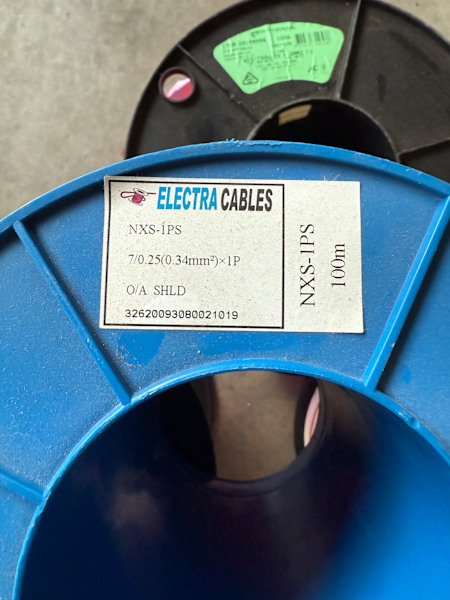 ELECTRA CABLES
NXS-1PS
7/0.25(0.34mm²)×1P
O/A SHLD
32620093080021019
NXS-1PS
100m